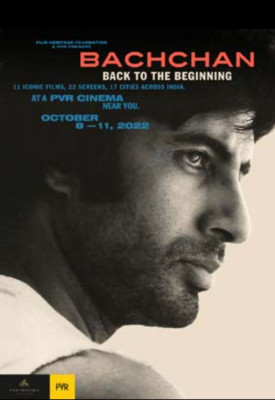 FILM HERITAGE FOUNDATION
& PVR PRESENT
BACHCHAN
BACK TO THE BEGINNING
11 ICONIC FILMS, 22 SCREENS, 17 CITIES ACROSS INDIA.
AT A PVR CINEMA
NEAR YOU.
OCTOBER
8 – 11, 2022
PVR